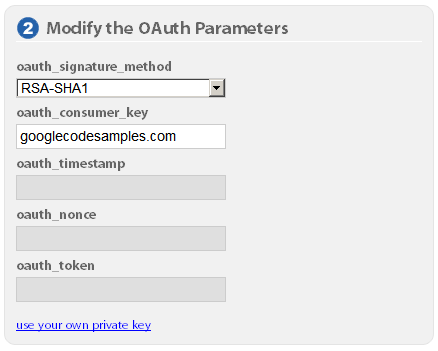 2 Modify the OAuth Parameters
oauth_signature_method
RSA-SHA1
oauth_consumer_key
googlecodesamples.com
oauth_timestamp
oauth_nonce
oauth_token
use your own private key